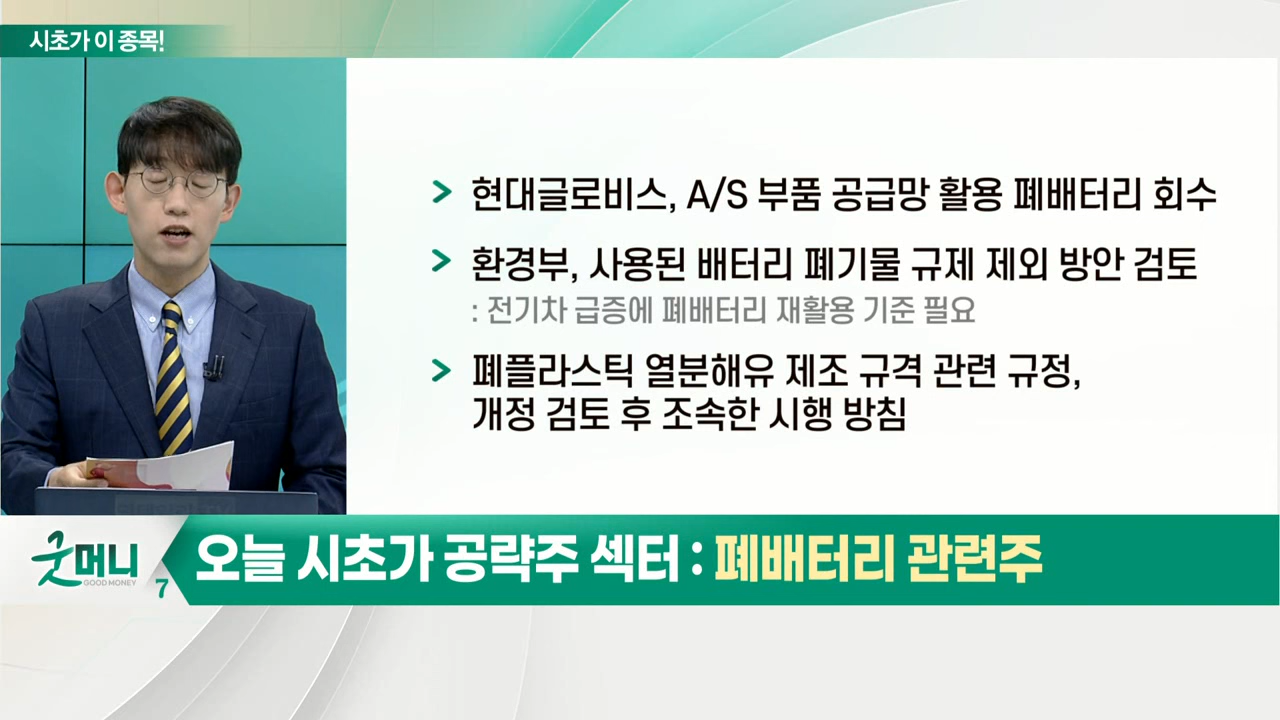 시초가 이 종목!
> 현대글로비스, A/S 부품 공급망 활용 폐배터리 회수
> 환경부, 사용된 배터리 폐기물 규제 제외 방안 검토
: 전기차 급증에 폐배터리 재활용 기준 필요
> 폐플라스틱 열분해유 제조 규격 관련 규정,
개정 검토 후 조속한 시행 방침
굿머니
GOOD MONEY
7
오늘 시초가 공략주 섹터 : 폐배터리 관련주